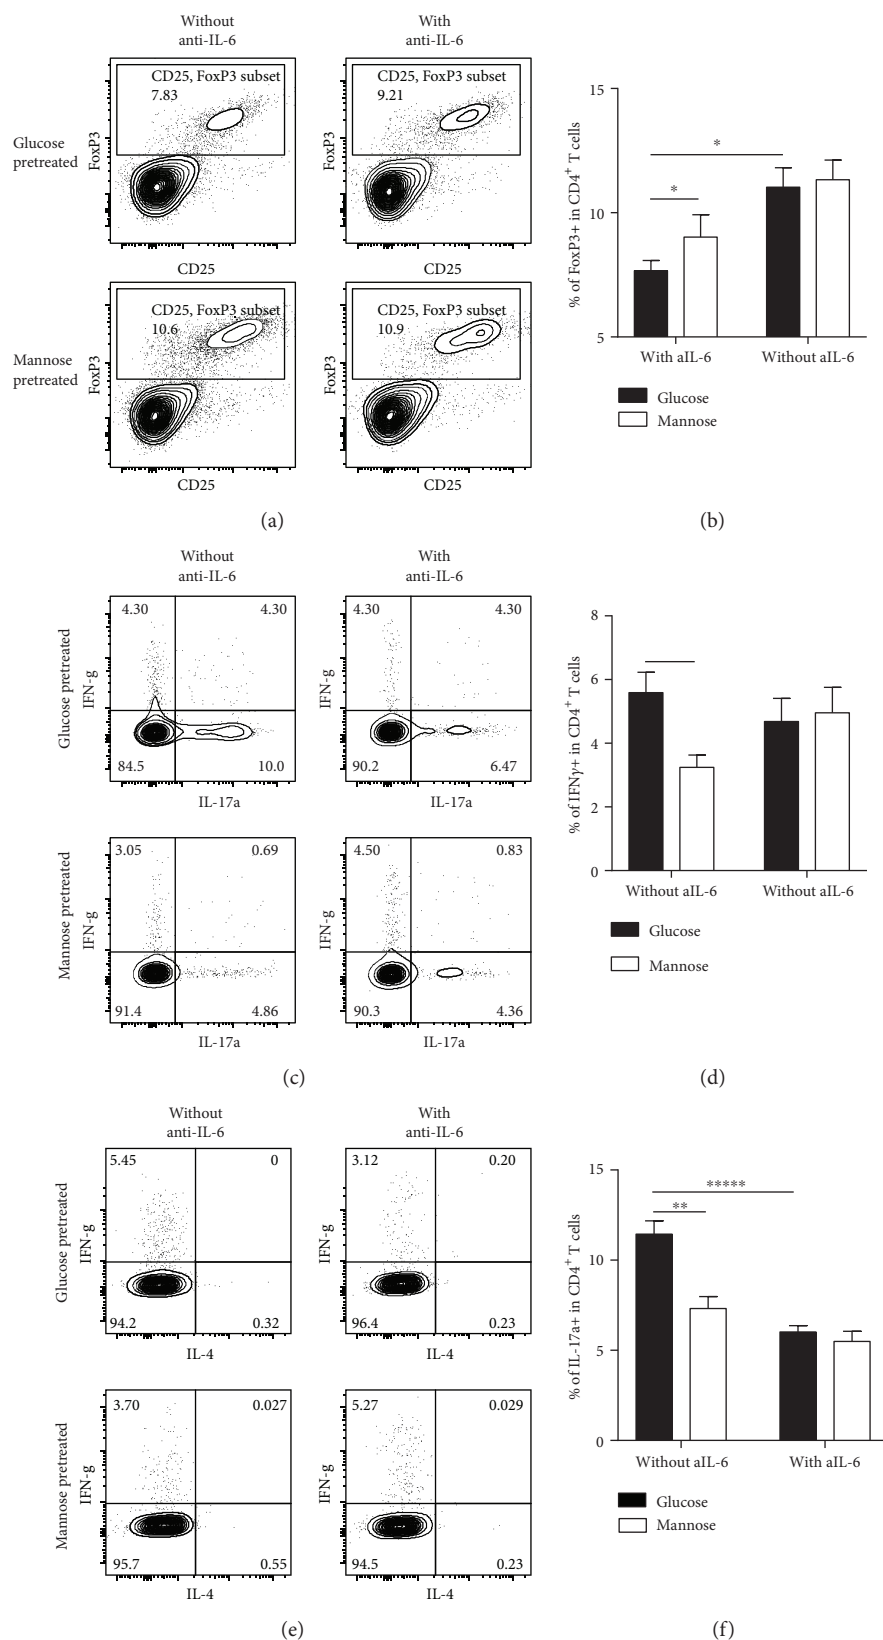 Without
anti-IL-6
With
anti-IL-6
Glucose
pretreated
FoxP3
CD25, FoxP3 subset
7.83
CD25
FoxP3
CD25, FoxP3 subset
9.21
CD25
Mannose
pretreated
FoxP3
CD25, FoxP3 subset
10.6
CD25
FoxP3
CD25, FoxP3 subset
10.9
CD25
(a)
% of FoxP3+ in CD4+ T cells
15
10
5
*
*
With aIL-6
Without aIL-6
Glucose
Mannose
(b)
Without
anti-IL-6
With
anti-IL-6
Glucose pretreated
IFN-g
4.30
4.30
84.5
10.0
IL-17a
IFN-g
4.30
4.30
90.2
6.47
IL-17a
Mannose pretreated
IFN-g
3.05
0.69
91.4
4.86
IL-17a
IFN-g
4.50
0.83
90.3
4.36
IL-17a
(c)
% of IFNγ+ in CD4+ T cells
8
6
4
2
0
Without aIL-6
Without aIL-6
Glucose
Mannose
(d)
Without
anti-IL-6
With
anti-IL-6
Glucose pretreated
IFN-g
5.45
0
94.2
0.32
IL-4
IFN-g
3.12
0.20
96.4
0.23
IL-4
Mannose pretreated
IFN-g
3.70
0.027
95.7
0.55
IL-4
IFN-g
5.27
0.029
94.5
0.23
IL-4
(e)
% of IL-17a+ in CD4+ T cells
15
10
5
0
*****
**
Without aIL-6
With aIL-6
Glucose
Mannose
(f)